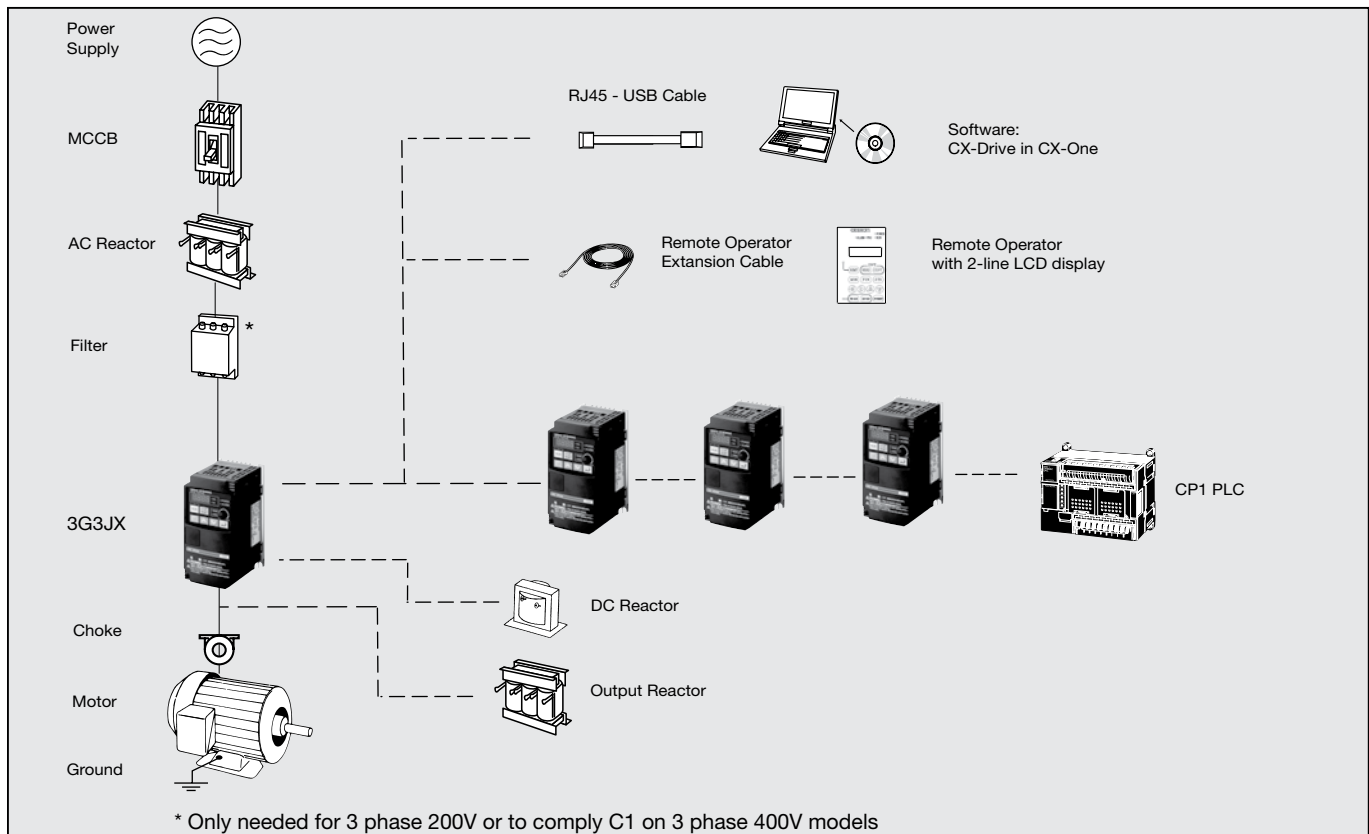 Power
Supply
RJ45 - USB Cable
MCCB
Software:
CX-Drive in CX-One
AC Reactor
Remote Operator
Extension Cable
Remote Operator
with 2-line LCD display
*
Filter
CP1 PLC
3G3JX
DC Reactor
Choke
Output Reactor
Motor
Ground
* Only needed for 3 phase 200V or to comply C1 on 3 phase 400V models